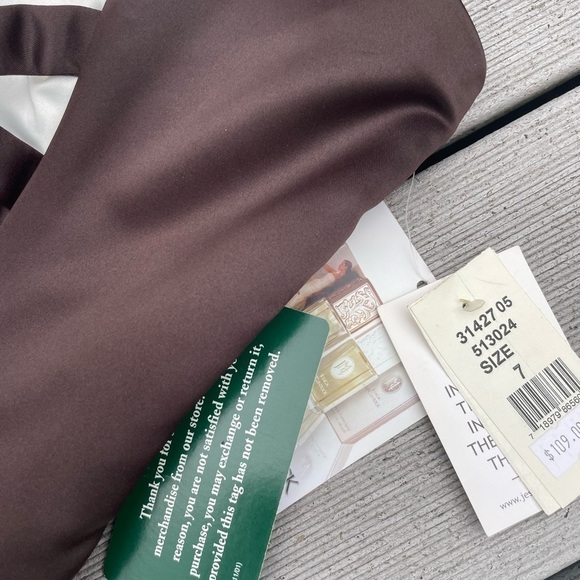 Thank you for
merchandise from our store.
reason, you are not satisfied with
purchase, you may exchange or return it,
provided this tag has not been removed.
31427 05
513024
SIZE
7
$109.00
IN
TH
IN
THE
TH
www.jes